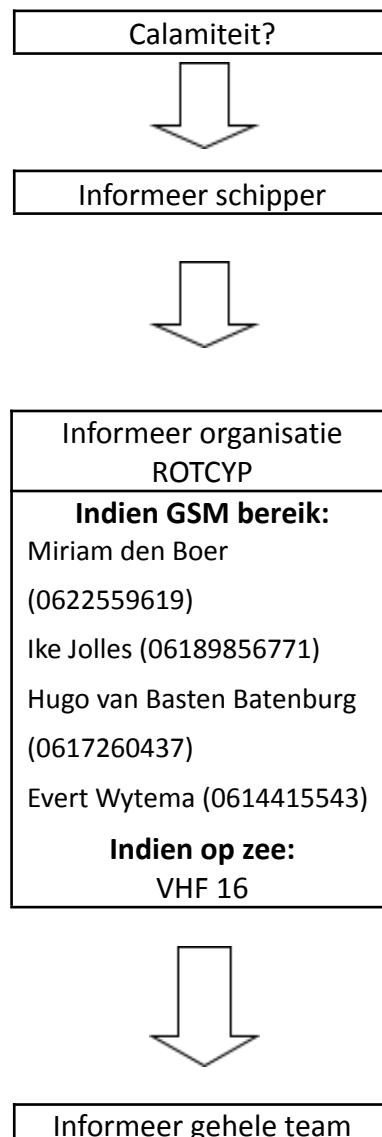 Calamiteit?
Informeer schipper
Informeer organisatie
ROTCYP
Indien GSM bereik:
Miriam den Boer
(0622559619)
Ike Jolles (06189856771)
Hugo van Basten Batenburg
(0617260437)
Evert Wytema (0614415543)
Indien op zee:
VHF 16
Informeer gehele team